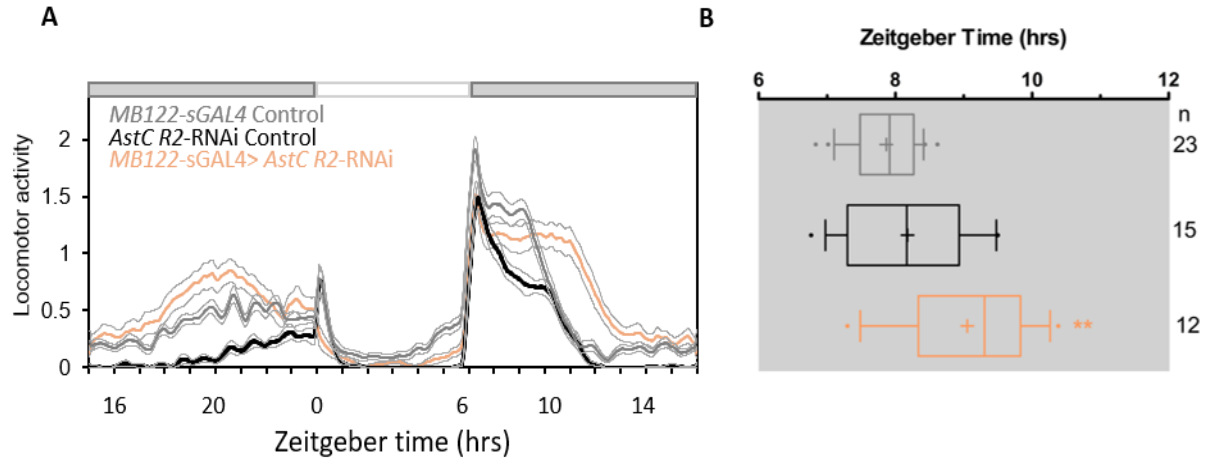 A
MB122-sGAL4 Control
AstC R2-RNAi Control
MB122-sGAL4> AstC R2-RNAi
Locomotor activity
2
1.5
1
0.5
0
16 20 0 6 10 14
Zeitgeber time (hrs)
B
Zeitgeber Time (hrs)
6 8 10 12
n
23
15
** 12